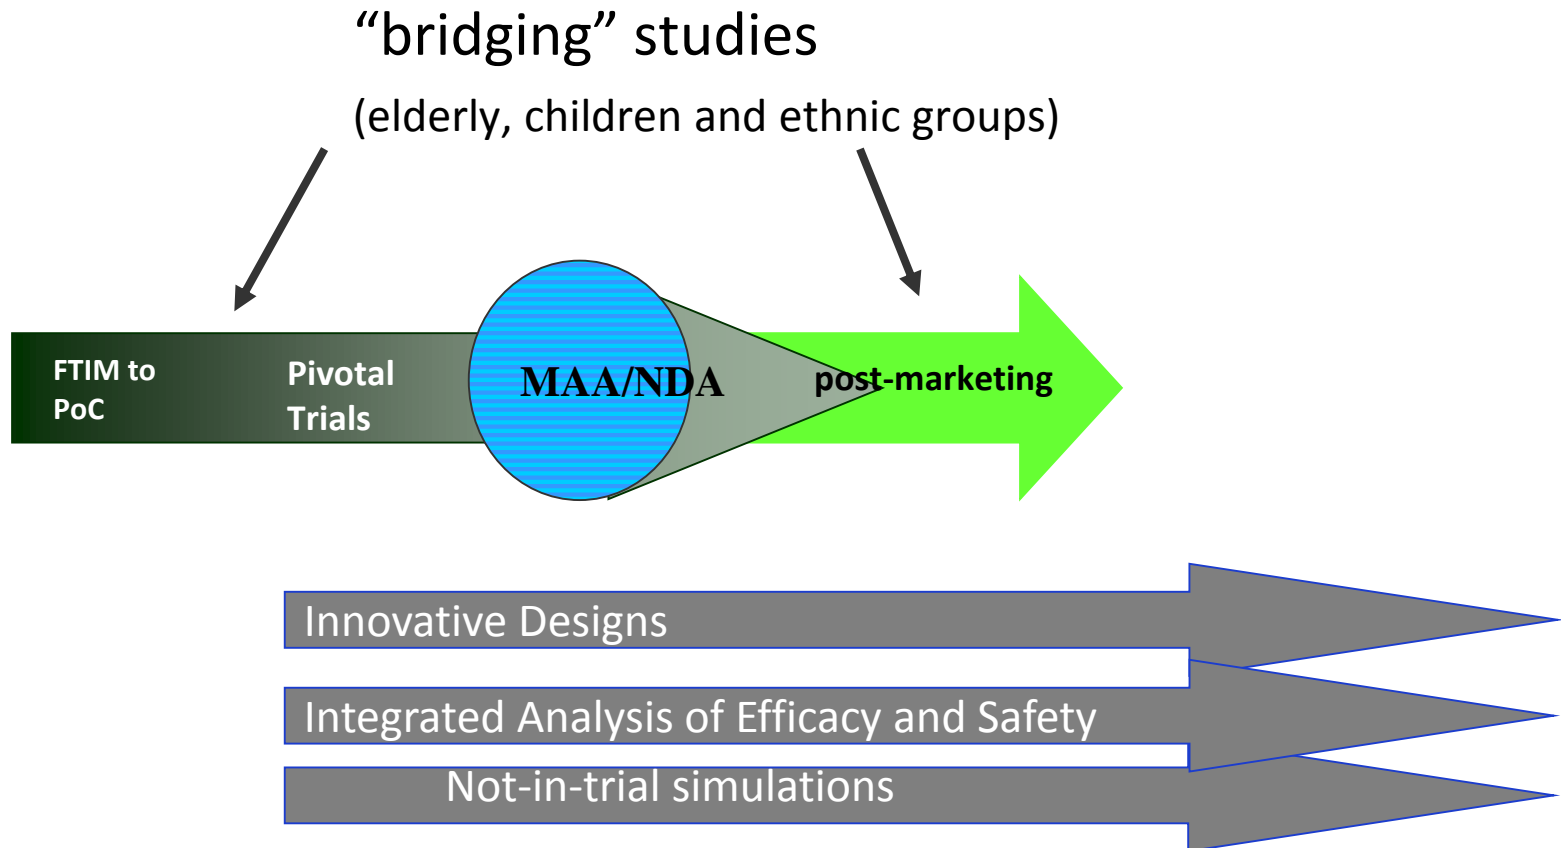 “bridging” studies
(elderly, children and ethnic groups)
FTIM to
PoC
Pivotal
Trials
MAA/NDA
post-marketing
Innovative Designs
Integrated Analysis of Efficacy and Safety
Not-in-trial simulations